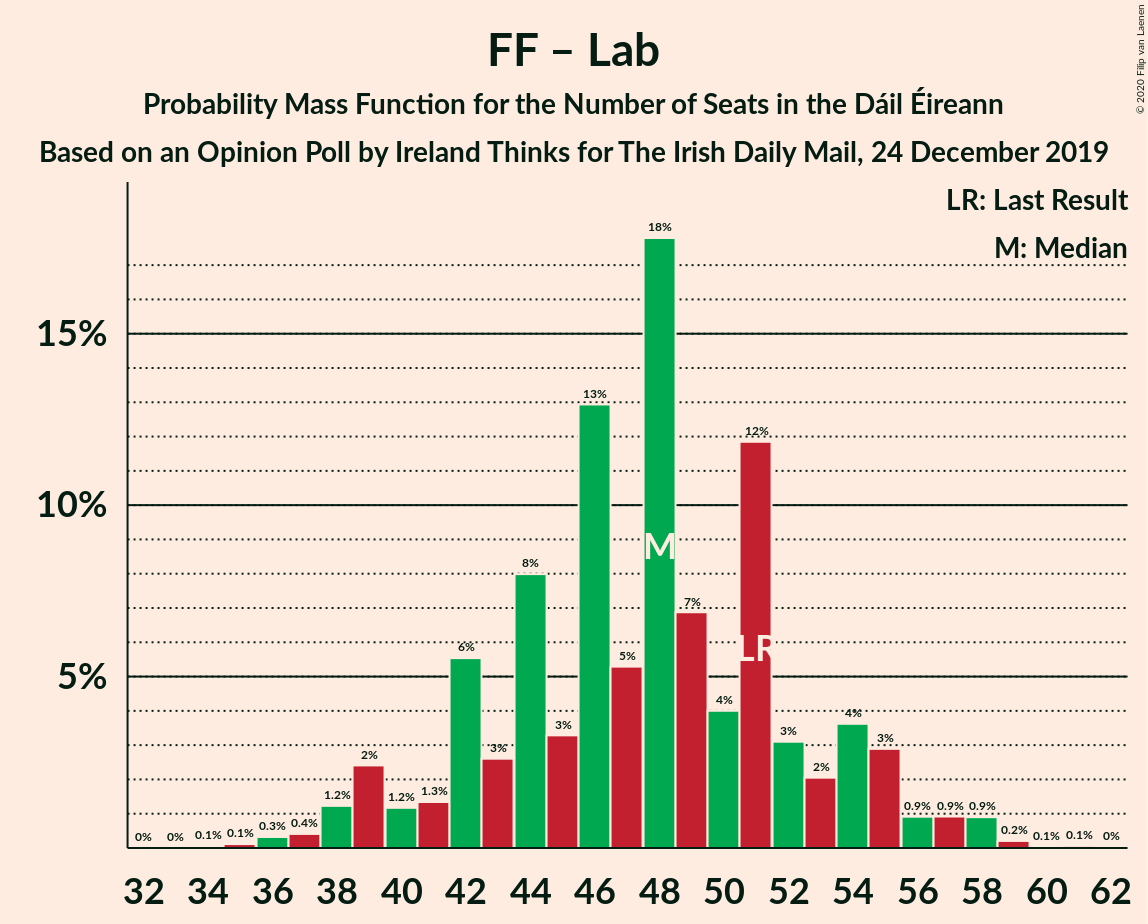 FF – Lab
Probability Mass Function for the Number of Seats in the Dáil Éireann
Based on an Opinion Poll by Ireland Thinks for The Irish Daily Mail, 24 December 2019
© 2020 Filip van Laenen
LR: Last Result
M: Median
15%
10%
5%
0% 0% 0.1% 0.1% 0.3% 0.4% 1.2% 2% 1.2% 1.3% 6% 3% 8% 3% 13% 5% 18% 7% 4% 12% 3% 2% 4% 3% 0.9% 0.9% 0.9% 0.2% 0.1% 0.1% 0%
M
LR
32 34 36 38 40 42 44 46 48 50 52 54 56 58 60 62